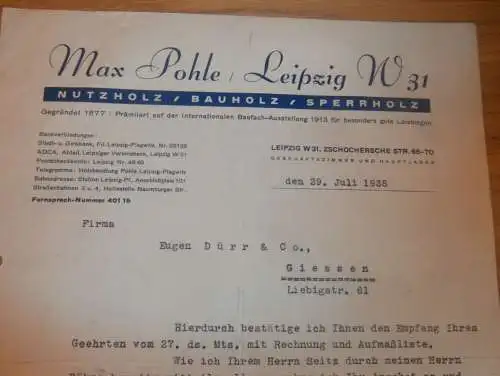 Max Pohle / Leipzig W 31
NUTZHOLZ / BAUHOLZ / SPERRHOLZ
Gegründet 1877 / Prämiiert auf der Internationalen Baufach-Ausstellung 1913 für besonders gute Leistungen
Bankverbindungen:
Stadt- u. Girobank, Fil. Leipzig-Plagwitz, Nr. 28120
ADCA, Abteil. Leipziger Vereinsbank, Leipzig W 31
Postscheckkonto: Leipzig Nr. 48 45
Telegramme: Holzhandlung Pohle Leipzig-Plagwitz
Bahnadresse: Station Leipzig-Pl., Anschlußgleis 101
Straßenbahnen 2 u. 4, Haltestelle Naumburger Str.
Fernsprech-Nummer 401 15
LEIPZIG W 31, ZSCHOCHERSCHE STR. 66-70
GESCHÄFTSZIMMER UND HAUPTLAGER
den 29. Juli 1935
Firma
Eugen Dürr & Co.,
Giessen
Liebigstr. 61
Hierdurch bestätige ich Ihnen den Empfang Ihres
Geehrten vom 27. ds. Mts. mit Rechnung und Aufmaßliste.
Wie ich Ihrem Herrn Seitz durch meinen Herrn